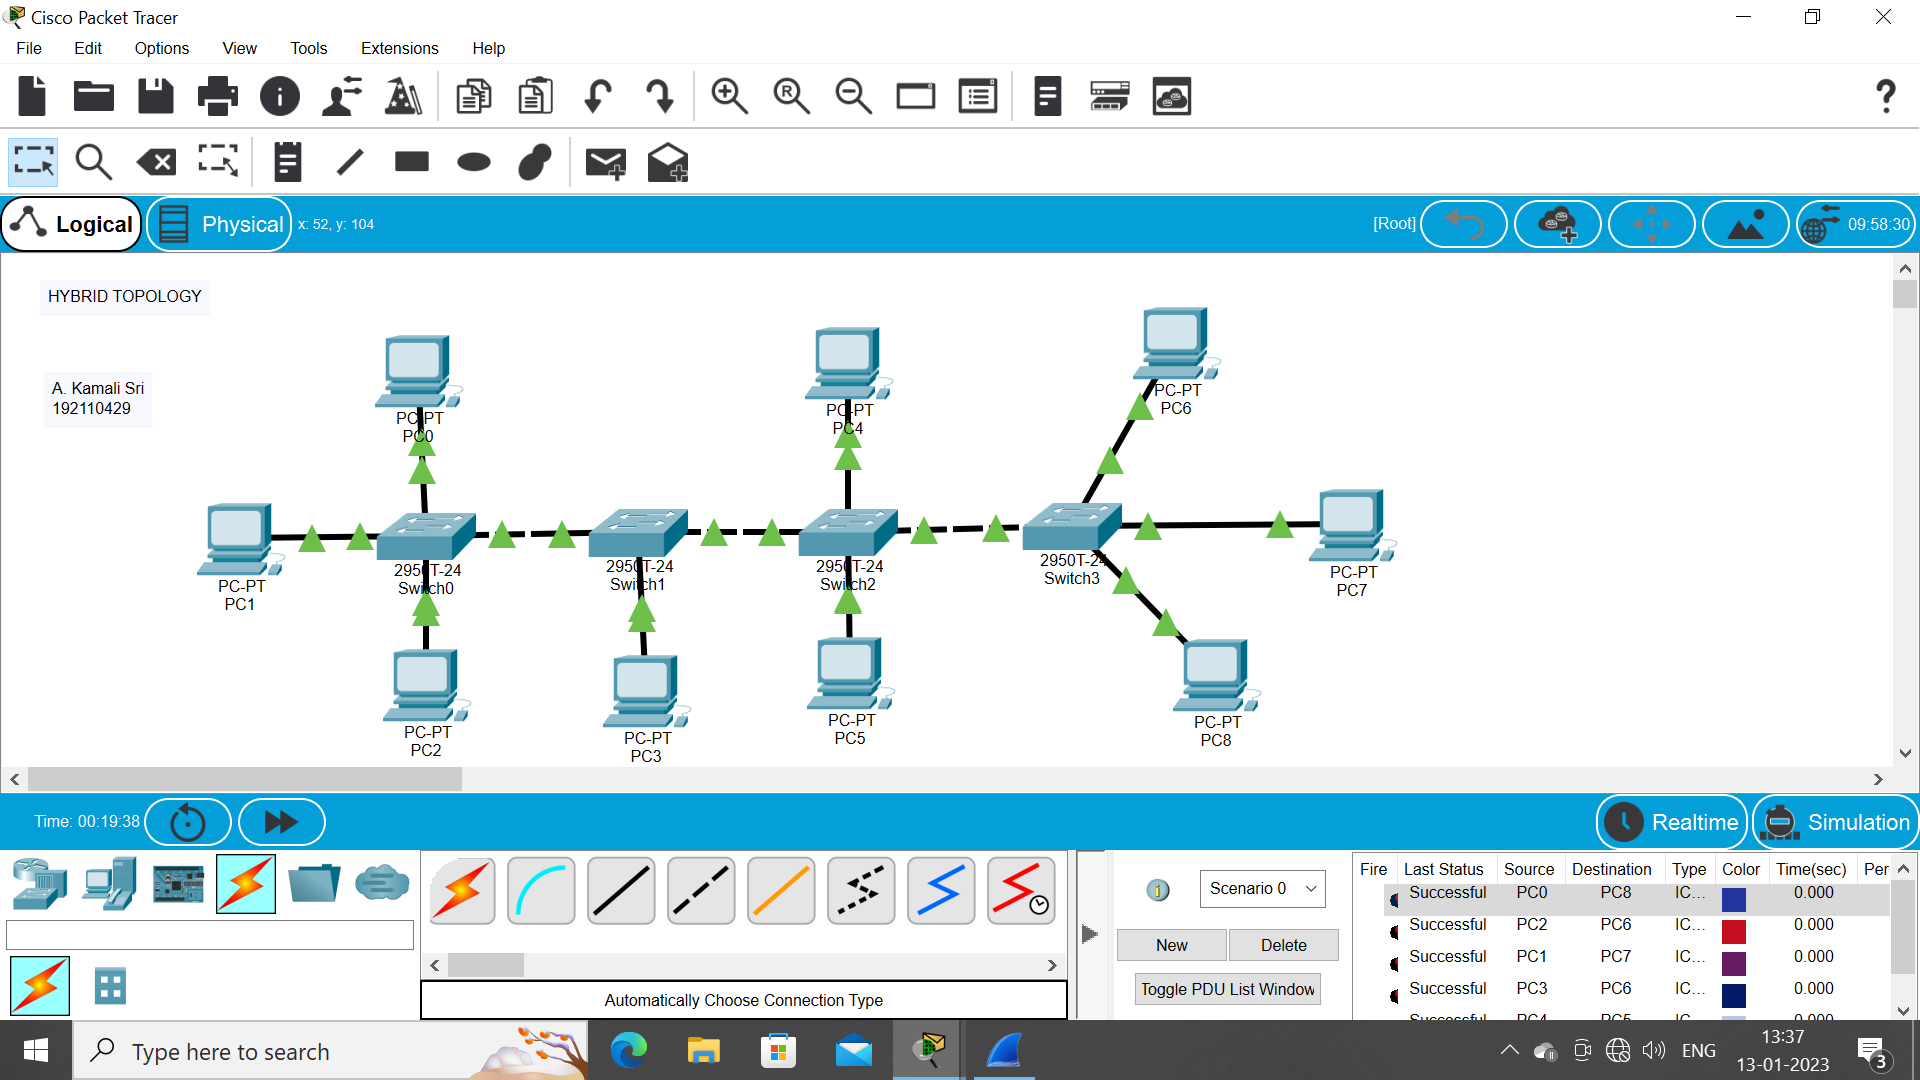 Cisco Packet Tracer
File Edit Options View Tools Extensions Help
Logical Physical x: 52, y: 104 [Root] 09:58:30
HYBRID TOPOLOGY
A. Kamali Sri
192110429
PC-PT
PC0
PC-PT
PC4
PC-PT
PC6
PC-PT
PC1
2950T-24
Switch0
2950T-24
Switch1
2950T-24
Switch2
2950T-24
Switch3
PC-PT
PC7
PC-PT
PC2
PC-PT
PC3
PC-PT
PC5
PC-PT
PC8
Time: 00:19:38 Realtime Simulation
Scenario 0
New Delete
Toggle PDU List Window
Fire Last Status Source Destination Type Color Time(sec) Per
Successful PC0 PC8 IC... 0.000
Successful PC2 PC6 IC... 0.000
Successful PC1 PC7 IC... 0.000
Successful PC3 PC6 IC... 0.000
Successful PC4 PC5 IC... 0.000
Automatically Choose Connection Type
Type here to search
ENG
13:37
13-01-2023
3